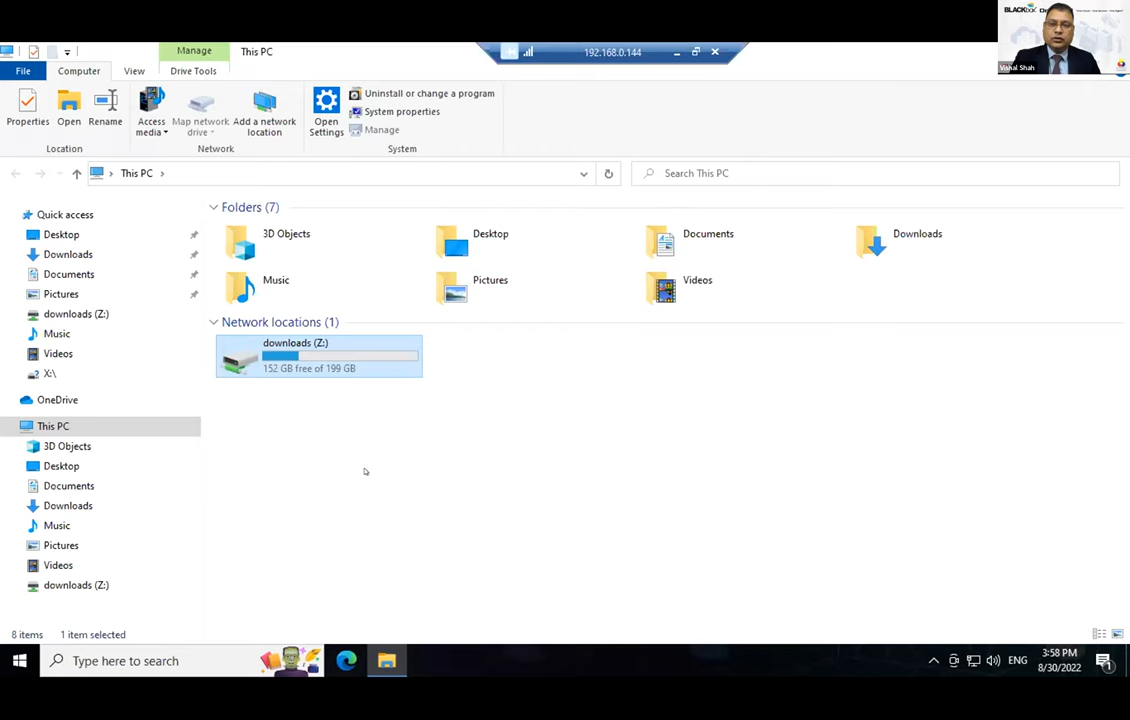 BLACKbox
Vishal Shah
Manage
This PC
192.168.0.144
File
Computer
View
Drive Tools
Properties
Open
Rename
Access media
Map network drive
Add a network location
Open Settings
Uninstall or change a program
System properties
Manage
Location
Network
System
This PC
Search This PC
Quick access
Desktop
Downloads
Documents
Pictures
downloads (Z:)
Music
Videos
X:\
OneDrive
This PC
3D Objects
Desktop
Documents
Downloads
Music
Pictures
Videos
downloads (Z:)
Folders (7)
3D Objects
Desktop
Documents
Downloads
Music
Pictures
Videos
Network locations (1)
downloads (Z:)
152 GB free of 199 GB
8 items
1 item selected
Type here to search
ENG
3:58 PM
8/30/2022
1